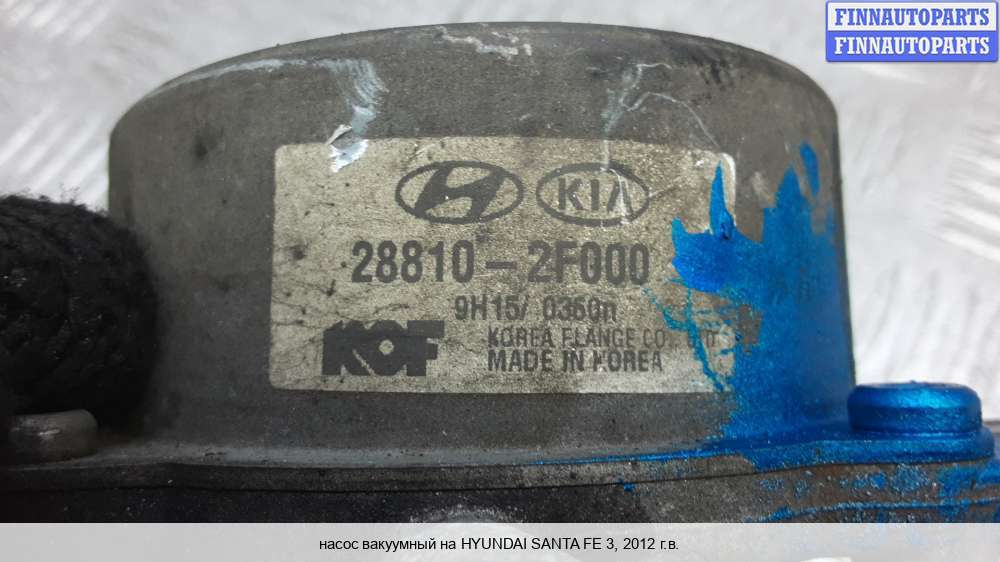 FINNAUTOPARTS
FINNAUTOPARTS
KIA
28810-2F000
9H15/ 0360n
KOF
KOREA FLANGE CO.
MADE IN KOREA
насос вакуумный на HYUNDAI SANTA FE 3, 2012 г.в.